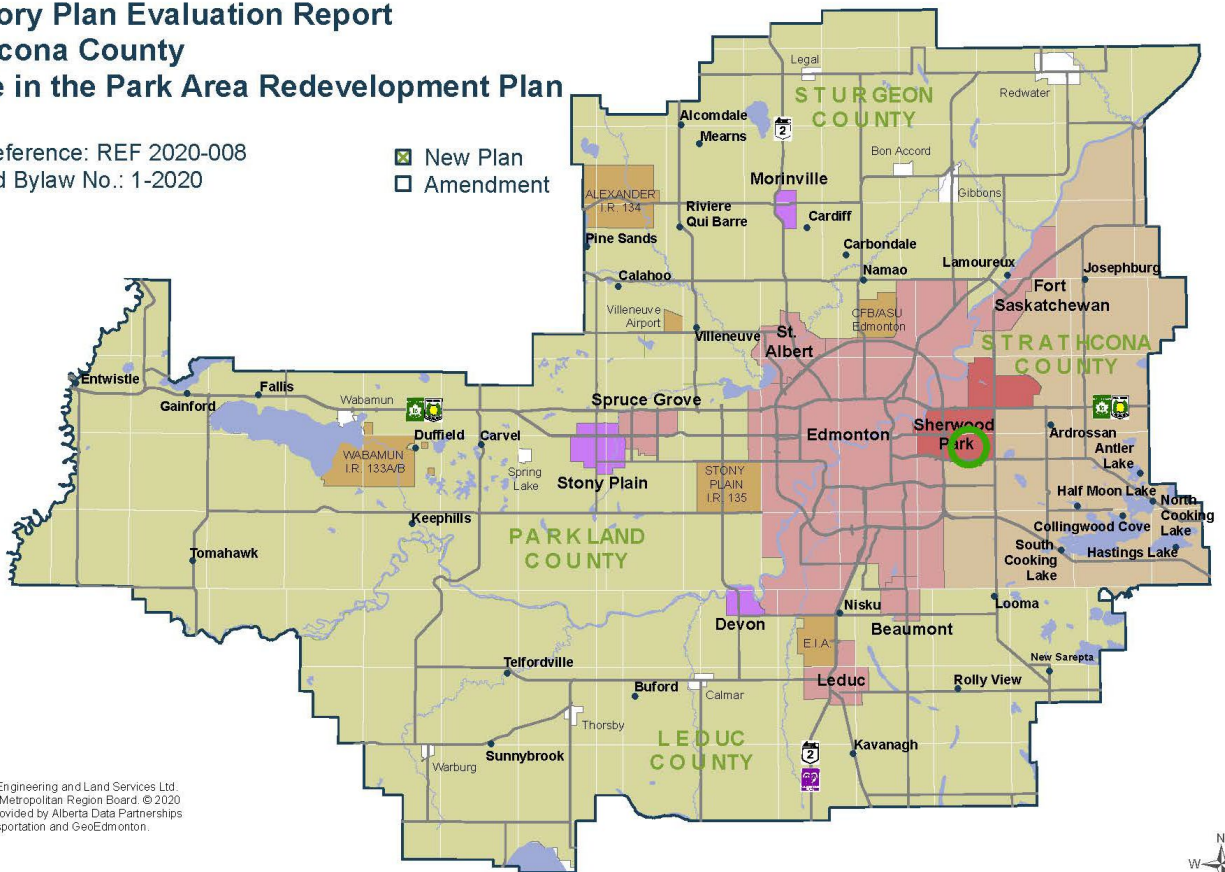 ory Plan Evaluation Report
cona County
e in the Park Area Redevelopment Plan
eference: REF 2020-008
d Bylaw No.: 1-2020
New Plan
Amendment
Legal
Redwater
STURGEON
COUNTY
Alcomdale
Mearns
2
Bon Accord
Gibbons
Morinville
ALEXANDER
I.R. 134
Riviere
Qui Barre
Cardiff
Pine Sands
Carbondale
Calahoo
Namao
Lamoureux
Josephburg
Fort
Saskatchewan
Villeneuve
Airport
Villeneuve
CFB/ASU
Edmonton
St.
Albert
STRATHCONA
COUNTY
Entwistle
Gainford
Fallis
Wabamun
16
Spruce Grove
Edmonton
Sherwood
Park
16
Ardrossan
Antler
Lake
Duffield
Carvel
WABAMUN
I.R. 133A/B
Spring
Lake
Stony Plain
STONY
PLAIN
I.R. 135
Half Moon Lake
North
Cooking
Lake
Collingwood Cove
South
Cooking
Lake
Hastings Lake
Keephills
PARKLAND
COUNTY
Tomahawk
Devon
Nisku
Beaumont
Looma
E.I.A.
New Sarepta
Telfordville
Buford
Calmar
Leduc
Rolly View
Thorsby
LEDUC
COUNTY
Sunnybrook
Warburg
Kavanagh
2
Engineering and Land Services Ltd.
Metropolitan Region Board. © 2020
ovided by Alberta Data Partnerships
sportation and GeoEdmonton.
N
W